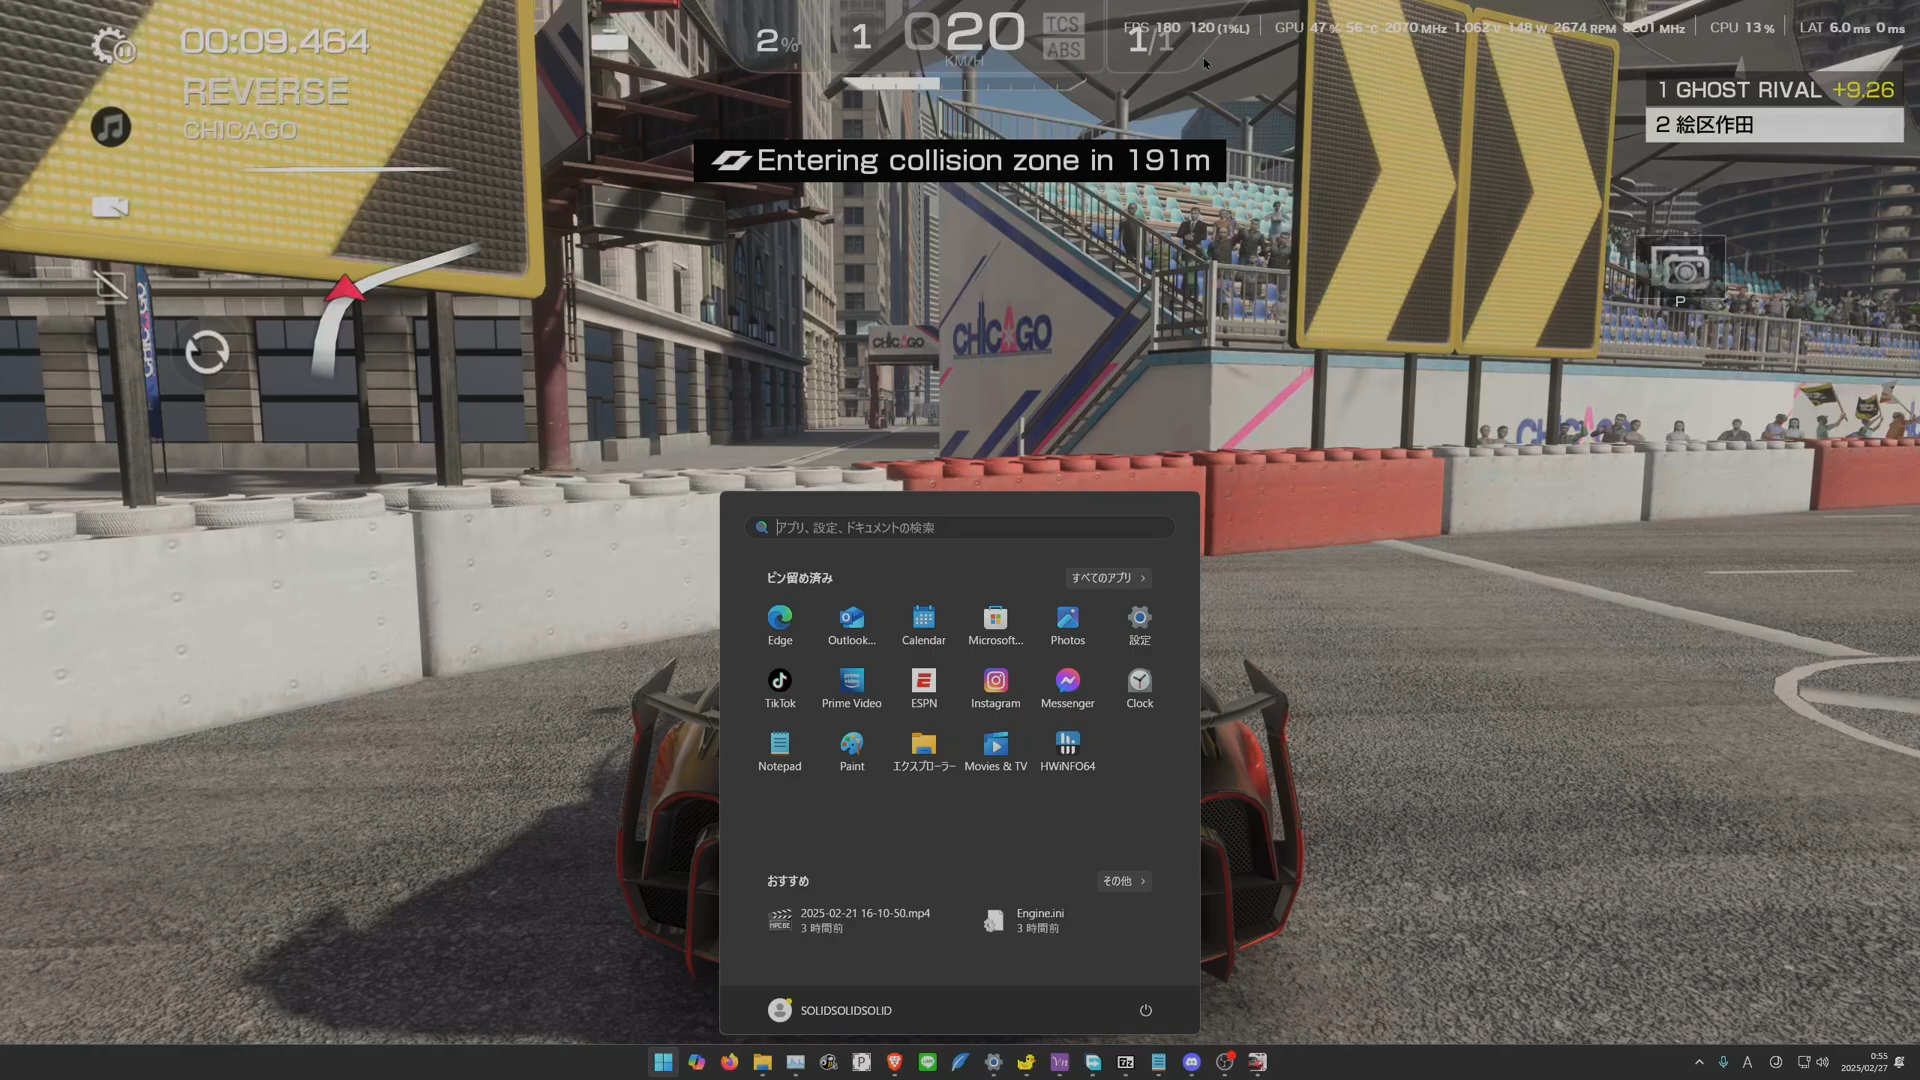 00:09.464
REVERSE
CHICAGO
2%
1
020
KM/H
TCS
ABS
1/1
FPS 180 120 (1%L)
GPU 47 % 56 °C 2070 MHz 1.062 V 148 W 2674 RPM 8201 MHz
CPU 13 %
LAT 6.0 ms 0 ms
1 GHOST RIVAL +9.26
2 絵区作田
Entering collision zone in 191m
P
CHICAGO
CHICAGO
アプリ、設定、ドキュメントの検索
ピン留め済み
すべてのアプリ >
Edge
Outlook...
Calendar
Microsoft...
Photos
設定
TikTok
Prime Video
ESPN
Instagram
Messenger
Clock
Notepad
Paint
エクスプローラー
Movies & TV
HWiNFO64
おすすめ
その他 >
2025-02-21 16-10-50.mp4
3 時間前
Engine.ini
3 時間前
SOLIDSOLIDSOLID
A
0:55
2025/02/27